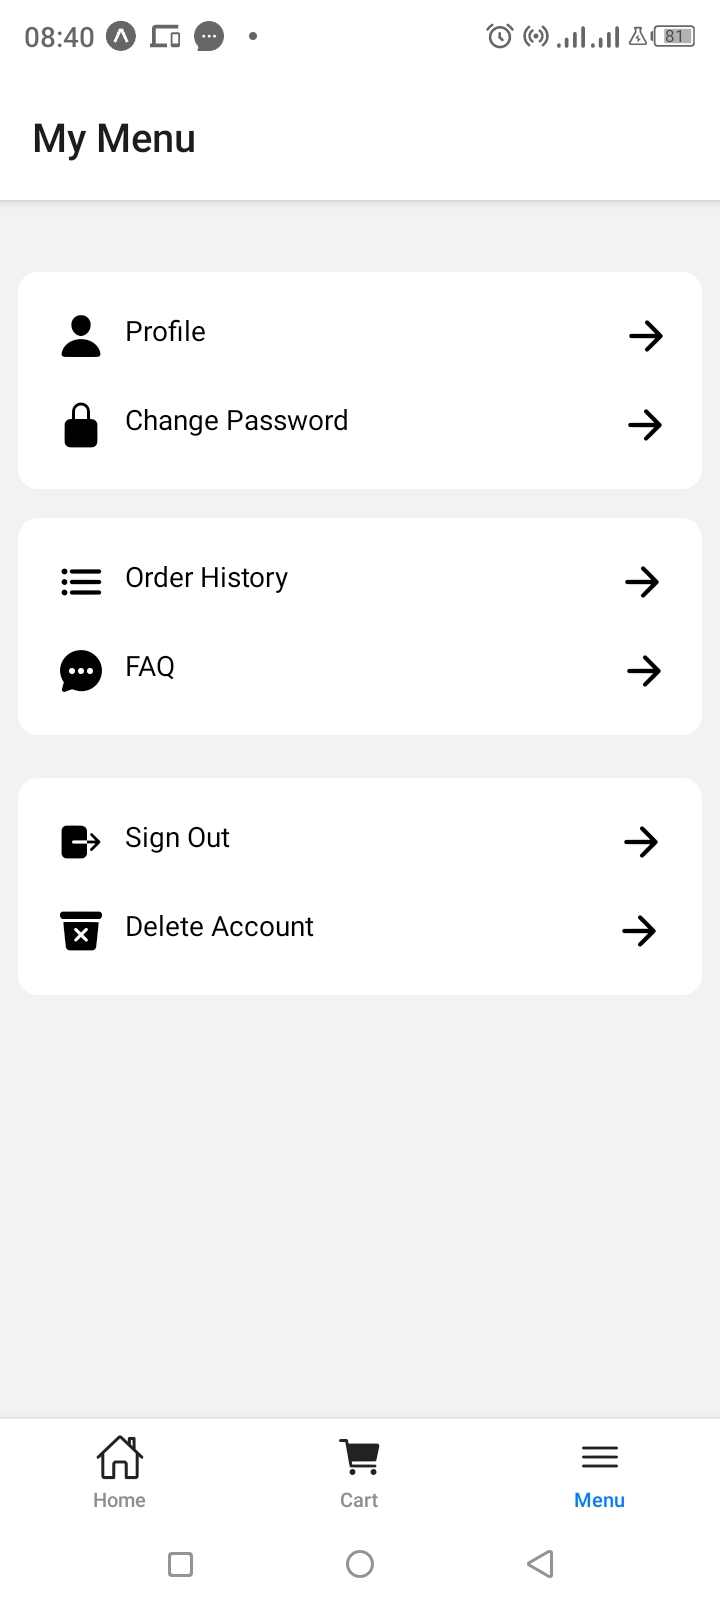 08:40
81
My Menu
Profile
Change Password
Order History
FAQ
Sign Out
Delete Account
Home
Cart
Menu